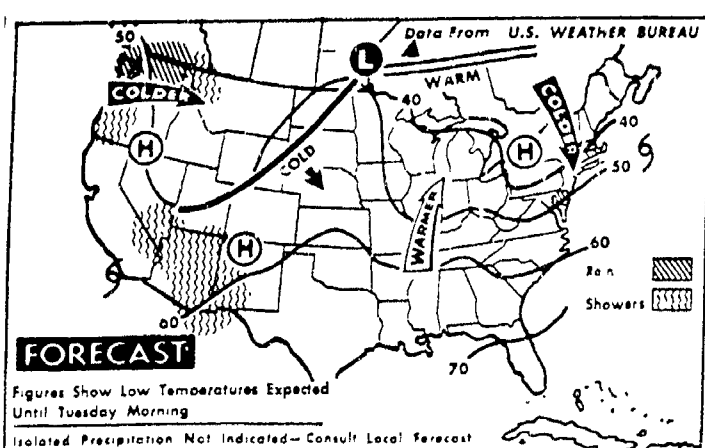 50
Data From U.S. WEATHER BUREAU
L
WARM
COLDER
40
COLDER
40
H
H
COLD
50
WARMER
H
60
Rain
Showers
60
FORECAST
70
Figures Show Low Temperatures Expected
Until Tuesday Morning
Isolated Precipitation Not Indicated—Consult Local Forecast